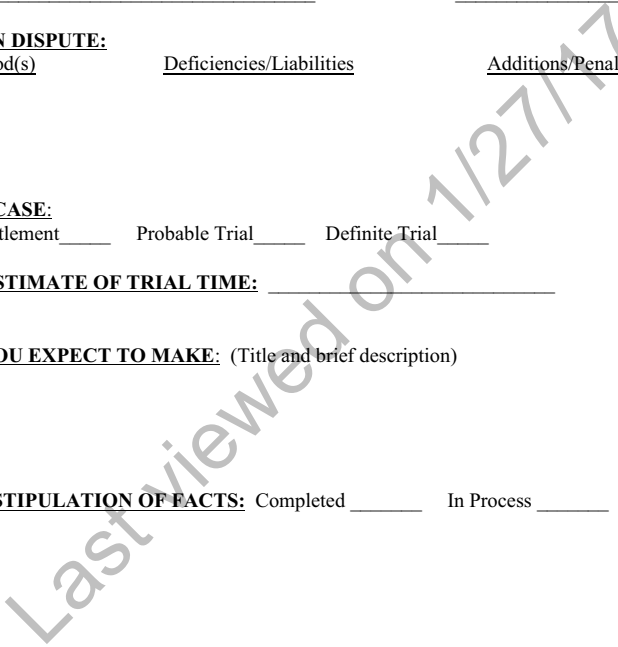 N DISPUTE:
od(s) Deficiencies/Liabilities Additions/Penal
CASE:
tlement_____ Probable Trial_____ Definite Trial_____
STIMATE OF TRIAL TIME: ____________________________
OU EXPECT TO MAKE: (Title and brief description)
STIPULATION OF FACTS: Completed _______ In Process _______
Last viewed on 1/27/17